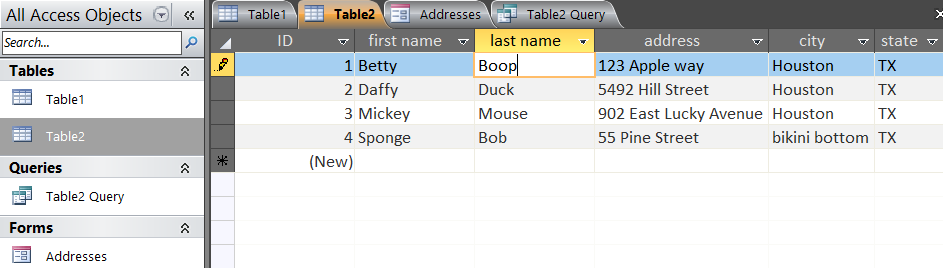 All Access Objects
Search...
Tables
Table1
Table2
Queries
Table2 Query
Forms
Addresses
Table1 Table2 Addresses Table2 Query
ID first name last name address city state
1 Betty Boop 123 Apple way Houston TX
2 Daffy Duck 5492 Hill Street Houston TX
3 Mickey Mouse 902 East Lucky Avenue Houston TX
4 Sponge Bob 55 Pine Street bikini bottom TX
(New)